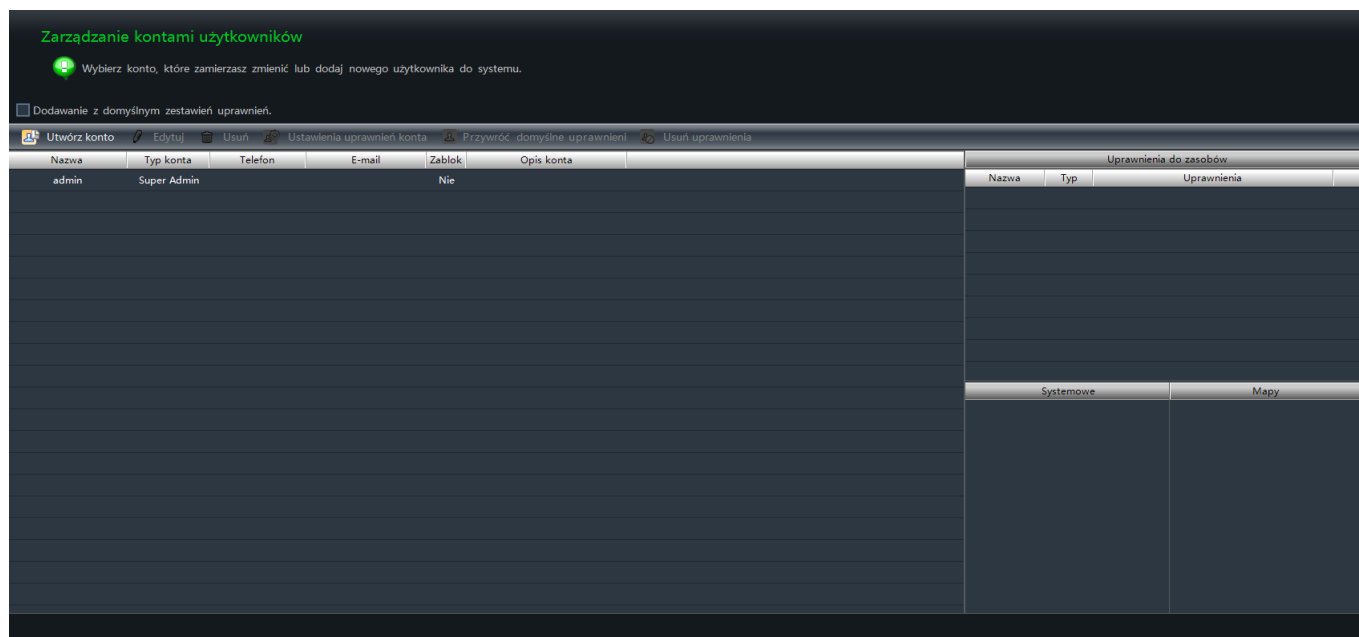 Zarządzanie kontami użytkowników
Wybierz konto, które zamierzasz zmienić lub dodaj nowego użytkownika do systemu.
Dodawanie z domyślnym zestawień uprawnień.
Utwórz konto Edytuj Usuń Ustawienia uprawnień konta Przywróć domyślne uprawnieni Usuń uprawnienia
Nazwa Typ konta Telefon E-mail Zablok Opis konta
admin Super Admin Nie
Uprawnienia do zasobów
Nazwa Typ Uprawnienia
Systemowe Mapy